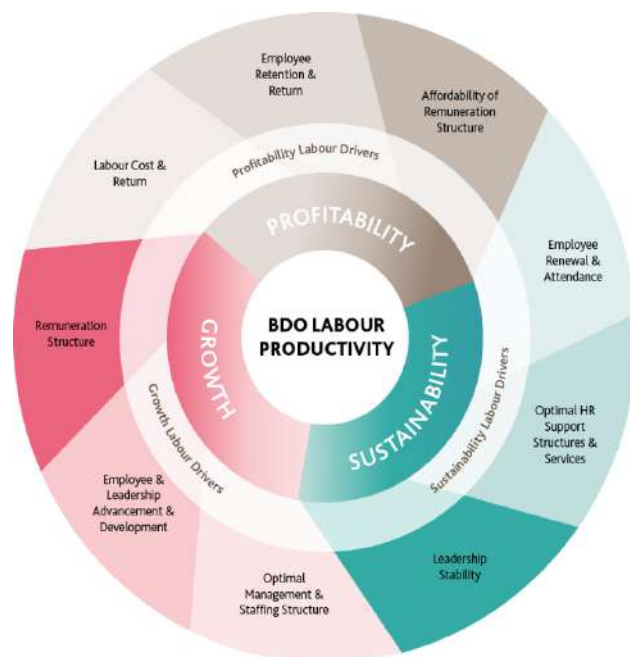 Employee
Retention &
Return
Affordability of
Remuneration
Structure
Profitability Labour Drivers
Labour Cost &
Return
PROFITABILITY
Employee
Renewal &
Attendance
BDO LABOUR
PRODUCTIVITY
Remuneration
Structure
GROWTH
SUSTAINABILITY
Sustainability Labour Drivers
Optimal HR
Support
Structures &
Services
Growth Labour Drivers
Employee &
Leadership
Advancement &
Development
Leadership
Stability
Optimal
Management &
Staffing Structure